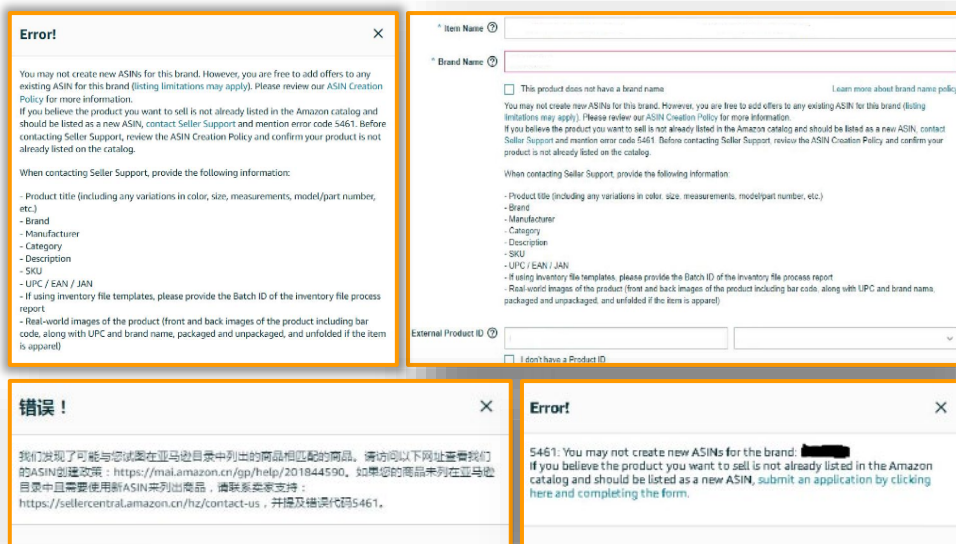 Error!
You may not create new ASINs for this brand. However, you are free to add offers to any
existing ASIN for this brand (listing limitations may apply). Please review our ASIN Creation
Policy for more information.
If you believe the product you want to sell is not already listed in the Amazon catalog and
should be listed as a new ASIN, contact Seller Support and mention error code 5461. Before
contacting Seller Support, review the ASIN Creation Policy and confirm your product is not
already listed on the catalog.
When contacting Seller Support, provide the following information:
- Product title (including any variations in color, size, measurements, model/part number,
etc.)
- Brand
- Manufacturer
- Category
- Description
- SKU
- UPC / EAN / JAN
- If using inventory file templates, please provide the Batch ID of the inventory file process
report
- Real-world images of the product (front and back images of the product including bar
code, along with UPC and brand name, packaged and unpackaged, and unfolded if the item
is apparel)
* Item Name
* Brand Name
This product does not have a brand name
Learn more about brand name policy
You may not create new ASINs for this brand. However, you are free to add offers to any existing ASIN for this brand (listing
limitations may apply). Please review our ASIN Creation Policy for more information.
If you believe the product you want to sell is not already listed in the Amazon catalog and should be listed as a new ASIN, contact
Seller Support and mention error code 5461. Before contacting Seller Support, review the ASIN Creation Policy and confirm your
product is not already listed on the catalog.
When contacting Seller Support, provide the following information:
- Product title (including any variations in color, size, measurements, model/part number, etc.)
- Brand
- Manufacturer
- Category
- Description
- SKU
- UPC / EAN / JAN
- If using inventory file templates, please provide the Batch ID of the inventory file process report
- Real-world images of the product (front and back images of the product including bar code, along with UPC and brand name,
packaged and unpackaged, and unfolded if the item is apparel)
External Product ID
I don't have a Product ID
错误！
我们发现了可能与您试图在亚马逊目录中列出的商品相匹配的商品。请访问以下网址查看我们
的ASIN创建政策：https://mai.amazon.cn/gp/help/201844590。如果您的商品未列在亚马逊
目录中且需要使用新ASIN来列出商品，请联系卖家支持：
https://sellercentral.amazon.cn/hz/contact-us，并提及错误代码5461。
Error!
5461: You may not create new ASINs for the brand:
If you believe the product you want to sell is not already listed in the Amazon
catalog and should be listed as a new ASIN, submit an application by clicking
here and completing the form.